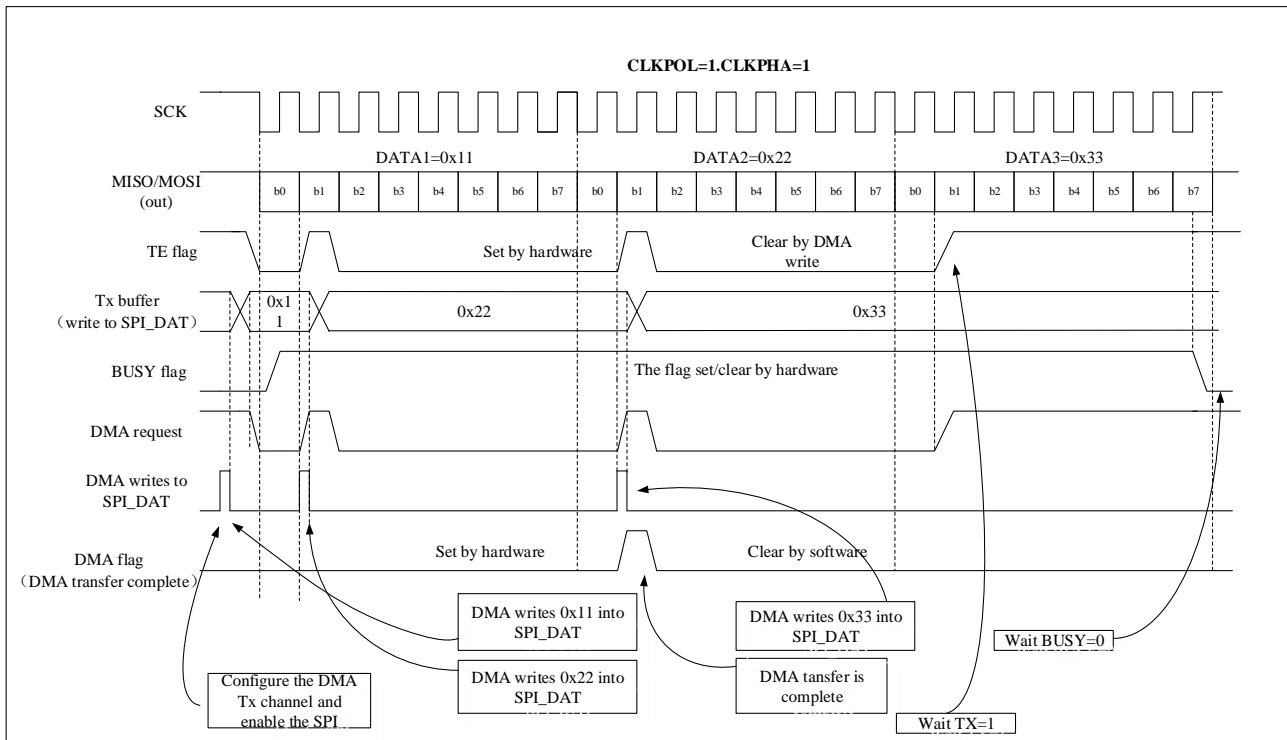 CLKPOL=1.CLKPHA=1
SCK
DATA1=0x11 DATA2=0x22 DATA3=0x33
MISO/MOSI
(out)
b0 b1 b2 b3 b4 b5 b6 b7 b0 b1 b2 b3 b4 b5 b6 b7 b0 b1 b2 b3 b4 b5 b6 b7
TE flag
Set by hardware
Clear by DMA
write
Tx buffer
（write to SPI_DAT）
0x1
1
0x22
0x33
BUSY flag
The flag set/clear by hardware
DMA request
DMA writes to
SPI_DAT
DMA flag
（DMA transfer complete）
Set by hardware
Clear by software
DMA writes 0x11 into
SPI_DAT
DMA writes 0x33 into
SPI_DAT
Wait BUSY=0
Configure the DMA
Tx channel and
enable the SPI
DMA writes 0x22 into
SPI_DAT
DMA tansfer is
complete
Wait TX=1